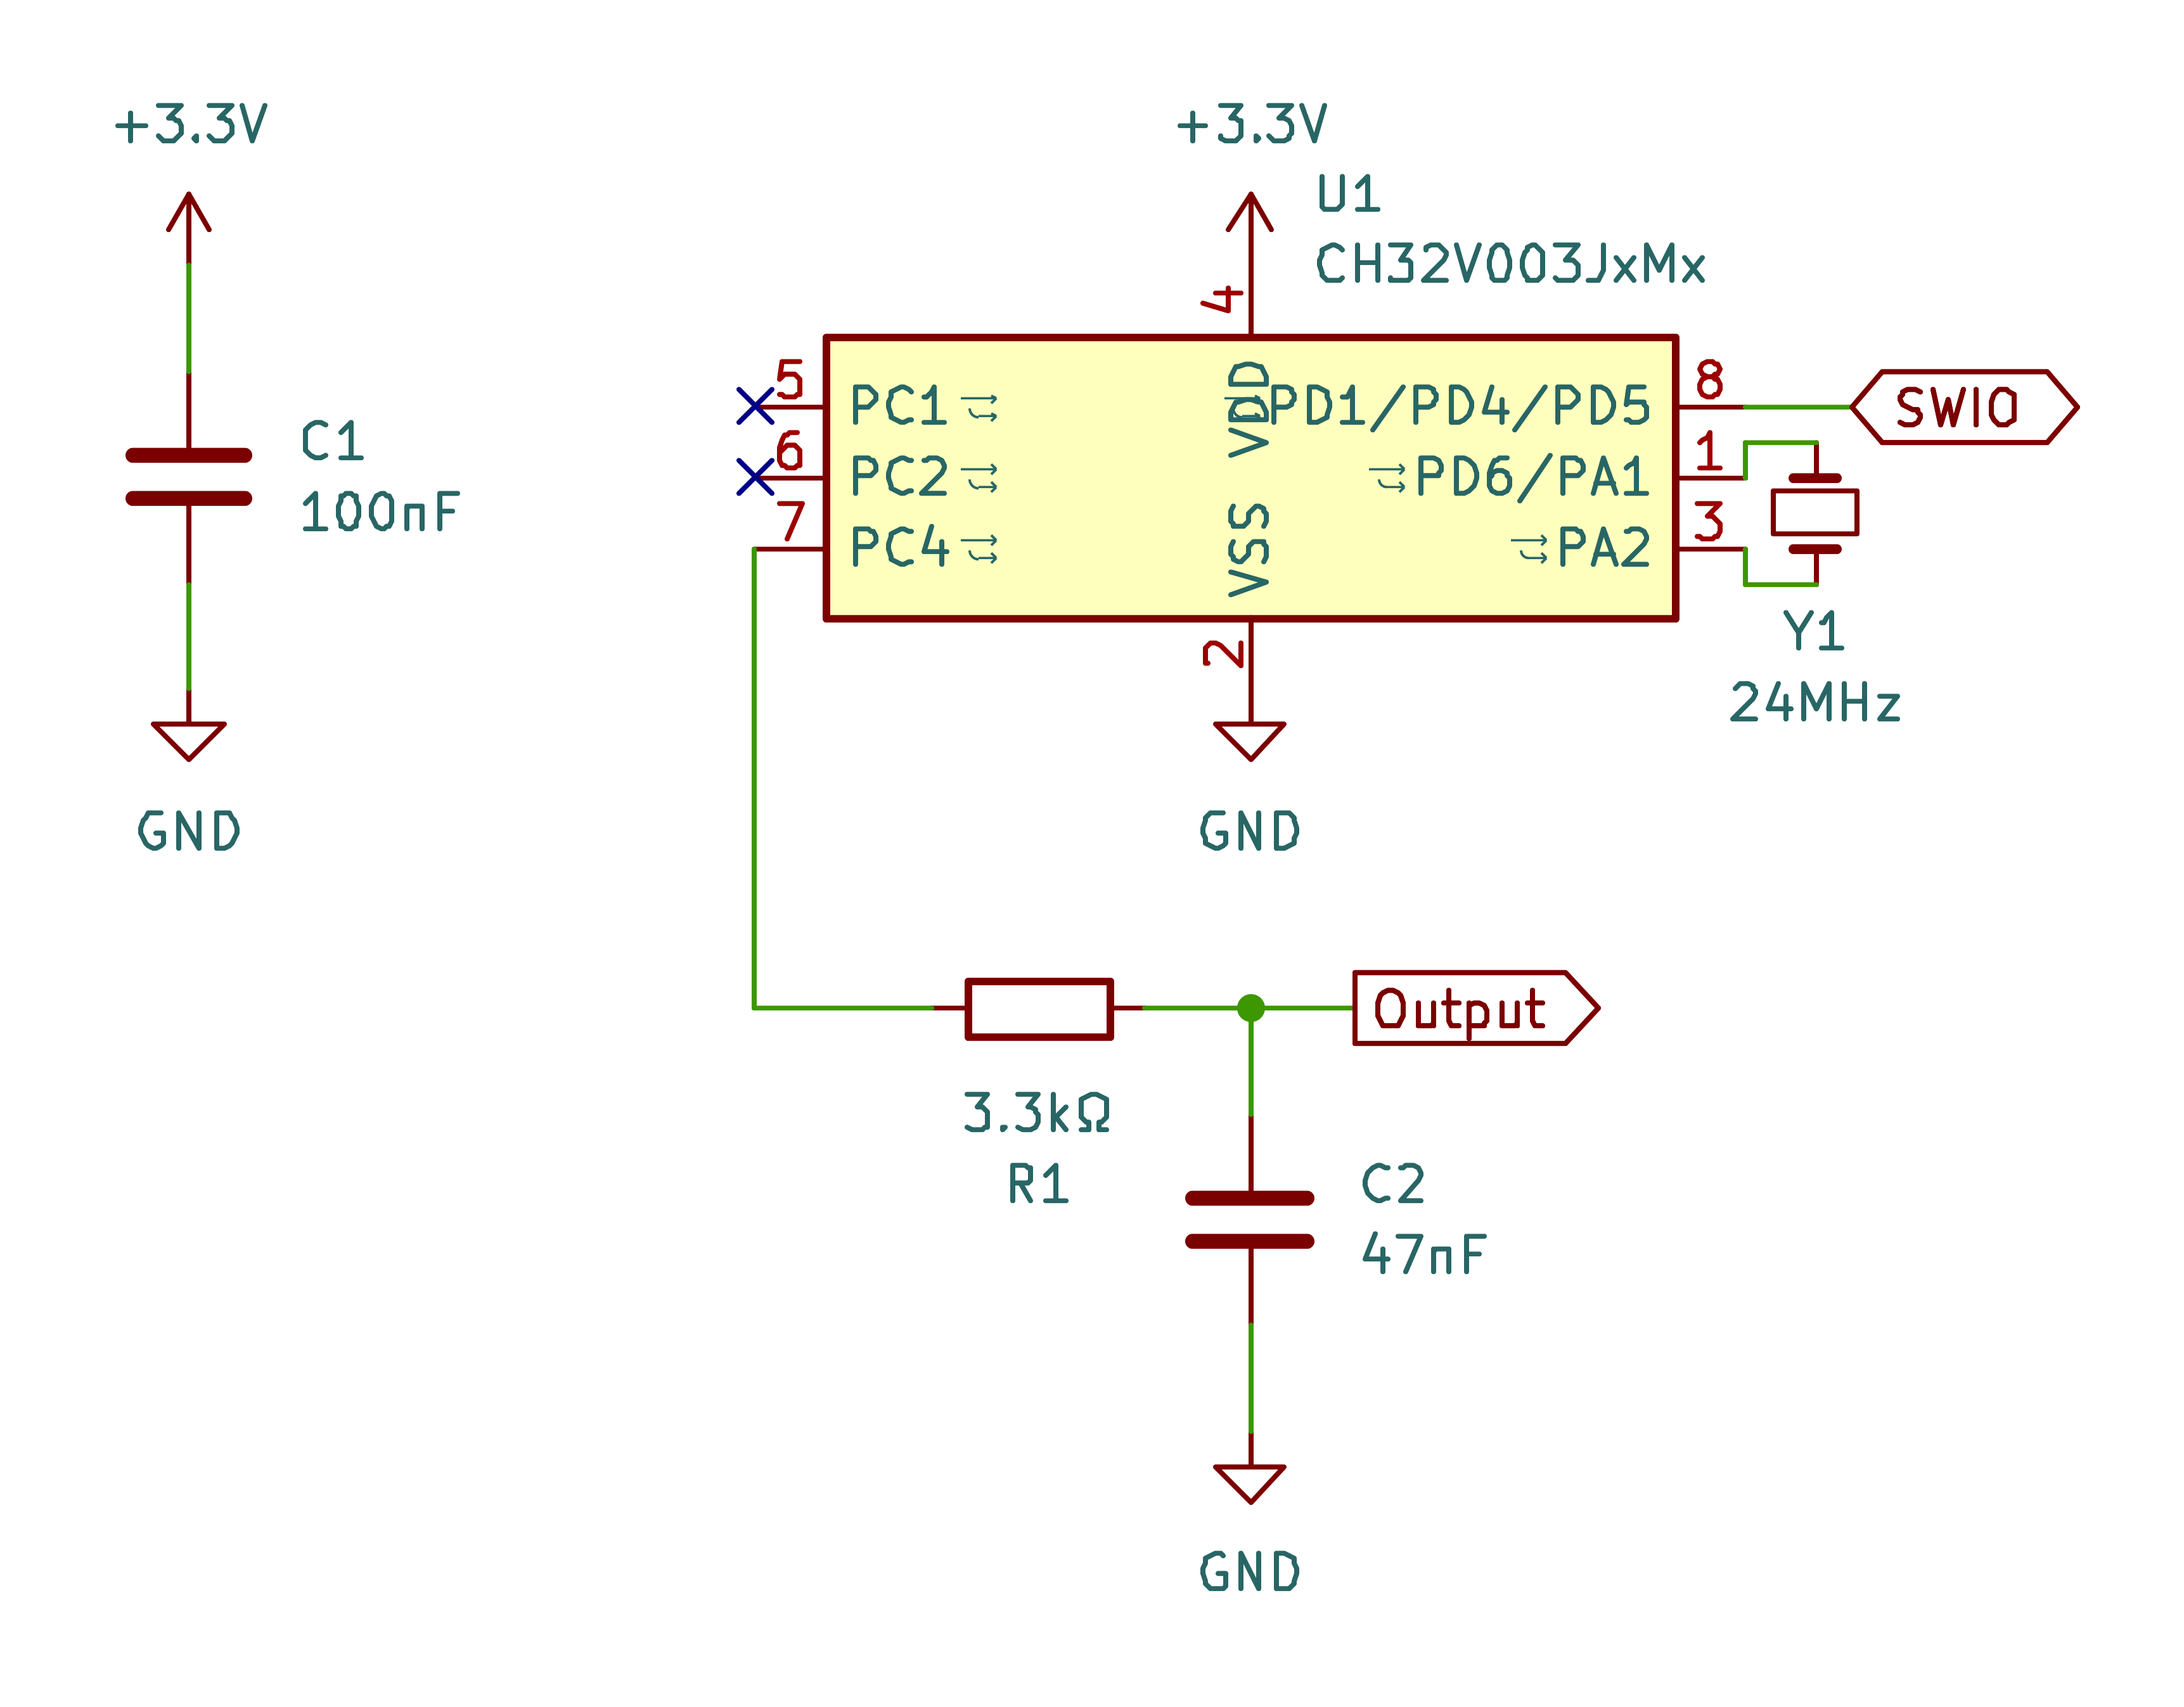 +3.3V
C1
100nF
GND
+3.3V
U1
CH32V003JxMx
4
5
PC1
6
PC2
7
PC4
VDD
VSS
8
PD1/PD4/PD5
1
PD6/PA1
3
PA2
2
GND
SWIO
Y1
24MHz
Output
3.3kΩ
R1
C2
47nF
GND